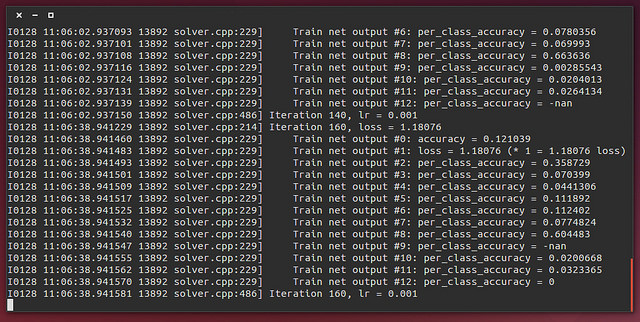 I0128 11:06:02.937093 13892 solver.cpp:229]     Train net output #6: per_class_accuracy = 0.0780356
I0128 11:06:02.937101 13892 solver.cpp:229]     Train net output #7: per_class_accuracy = 0.069993
I0128 11:06:02.937108 13892 solver.cpp:229]     Train net output #8: per_class_accuracy = 0.663636
I0128 11:06:02.937116 13892 solver.cpp:229]     Train net output #9: per_class_accuracy = 0.00285543
I0128 11:06:02.937124 13892 solver.cpp:229]     Train net output #10: per_class_accuracy = 0.0204013
I0128 11:06:02.937131 13892 solver.cpp:229]     Train net output #11: per_class_accuracy = 0.0264134
I0128 11:06:02.937139 13892 solver.cpp:229]     Train net output #12: per_class_accuracy = -nan
I0128 11:06:02.937150 13892 solver.cpp:486] Iteration 140, lr = 0.001
I0128 11:06:38.941229 13892 solver.cpp:214] Iteration 160, loss = 1.18076
I0128 11:06:38.941460 13892 solver.cpp:229]     Train net output #0: accuracy = 0.121039
I0128 11:06:38.941483 13892 solver.cpp:229]     Train net output #1: loss = 1.18076 (* 1 = 1.18076 loss)
I0128 11:06:38.941493 13892 solver.cpp:229]     Train net output #2: per_class_accuracy = 0.358729
I0128 11:06:38.941501 13892 solver.cpp:229]     Train net output #3: per_class_accuracy = 0.070399
I0128 11:06:38.941509 13892 solver.cpp:229]     Train net output #4: per_class_accuracy = 0.0441306
I0128 11:06:38.941517 13892 solver.cpp:229]     Train net output #5: per_class_accuracy = 0.111892
I0128 11:06:38.941525 13892 solver.cpp:229]     Train net output #6: per_class_accuracy = 0.112402
I0128 11:06:38.941532 13892 solver.cpp:229]     Train net output #7: per_class_accuracy = 0.0774824
I0128 11:06:38.941540 13892 solver.cpp:229]     Train net output #8: per_class_accuracy = 0.604483
I0128 11:06:38.941547 13892 solver.cpp:229]     Train net output #9: per_class_accuracy = -nan
I0128 11:06:38.941555 13892 solver.cpp:229]     Train net output #10: per_class_accuracy = 0.0200668
I0128 11:06:38.941562 13892 solver.cpp:229]     Train net output #11: per_class_accuracy = 0.0323365
I0128 11:06:38.941570 13892 solver.cpp:229]     Train net output #12: per_class_accuracy = 0
I0128 11:06:38.941581 13892 solver.cpp:486] Iteration 160, lr = 0.001